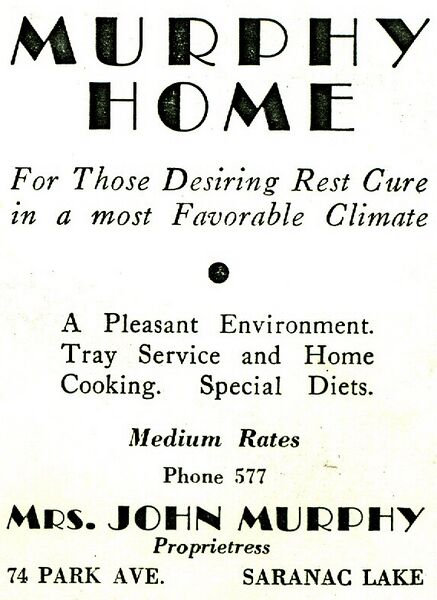 MURPHY
HOME
For Those Desiring Rest Cure
in a most Favorable Climate
A Pleasant Environment.
Tray Service and Home
Cooking. Special Diets.
Medium Rates
Phone 577
MRS. JOHN MURPHY
Proprietress
74 PARK AVE. SARANAC LAKE